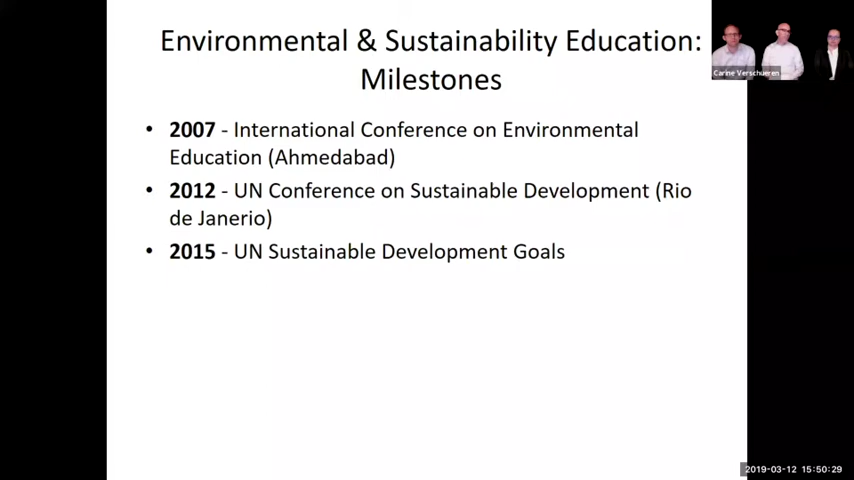 Environmental & Sustainability Education:
Milestones
Carine Verschueren
• 2007 - International Conference on Environmental
Education (Ahmedabad)
• 2012 - UN Conference on Sustainable Development (Rio
de Janerio)
• 2015 - UN Sustainable Development Goals
2019-03-12 15:50:29